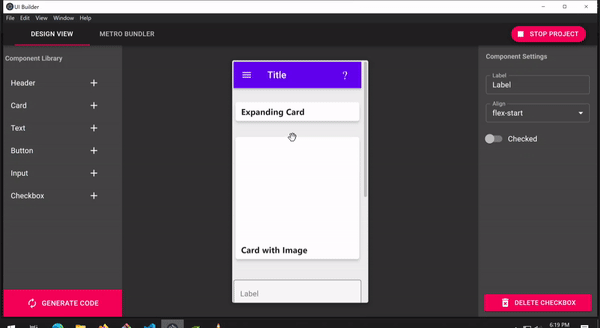 UI Builder
File Edit View Window Help
DESIGN VIEW METRO BUNDLER STOP PROJECT
Component Library
Header +
Card +
Text +
Button +
Input +
Checkbox +
GENERATE CODE
Title ?
Expanding Card
Card with Image
Label
Component Settings
Label
Label
Align
flex-start
Checked
DELETE CHECKBOX
6:19 PM